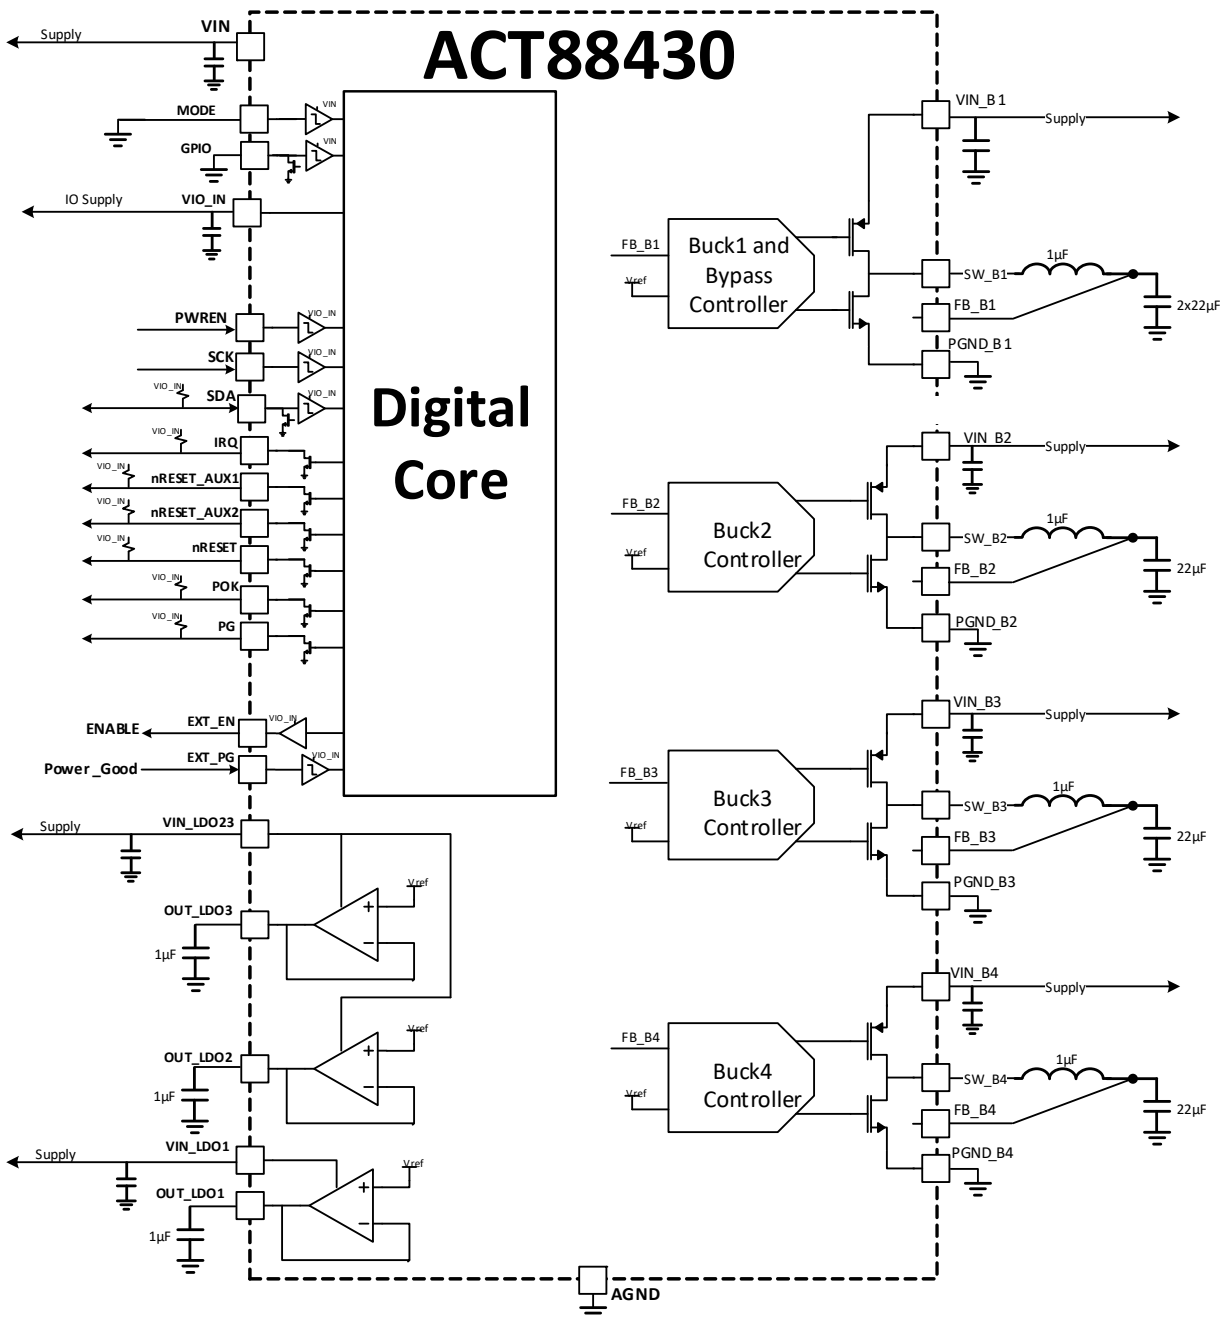 ACT88430
VIN
Supply
MODE
VIN
GPIO
VIN
IO Supply
VIO_IN
Digital
Core
PWREN
VIO_IN
SCK
VIO_IN
VIO_IN
SDA
VIO_IN
VIO_IN
IRQ
VIO_IN
nRESET_AUX1
VIO_IN
nRESET_AUX2
VIO_IN
nRESET
VIO_IN
POK
VIO_IN
PG
ENABLE
EXT_EN
VIO_IN
Power_Good
EXT_PG
VIO_IN
Supply
VIN_LDO23
Vref
OUT_LDO3
+
−
1µF
Vref
OUT_LDO2
+
−
1µF
Supply
VIN_LDO1
Vref
OUT_LDO1
+
−
1µF
AGND
VIN_B1
Supply
FB_B1
Vref
Buck1 and
Bypass
Controller
SW_B1
1µF
FB_B1
2x22µF
PGND_B1
VIN_B2
Supply
FB_B2
Vref
Buck2
Controller
SW_B2
1µF
FB_B2
22µF
PGND_B2
VIN_B3
Supply
FB_B3
Vref
Buck3
Controller
SW_B3
1µF
FB_B3
22µF
PGND_B3
VIN_B4
Supply
FB_B4
Vref
Buck4
Controller
SW_B4
1µF
FB_B4
22µF
PGND_B4